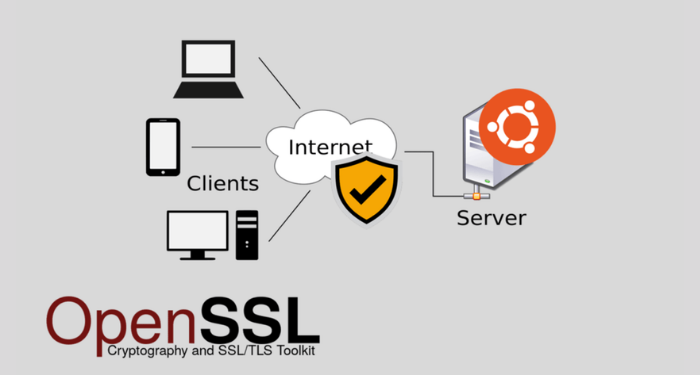 Internet
Clients
Server
OpenSSL
Cryptography and SSL/TLS Toolkit